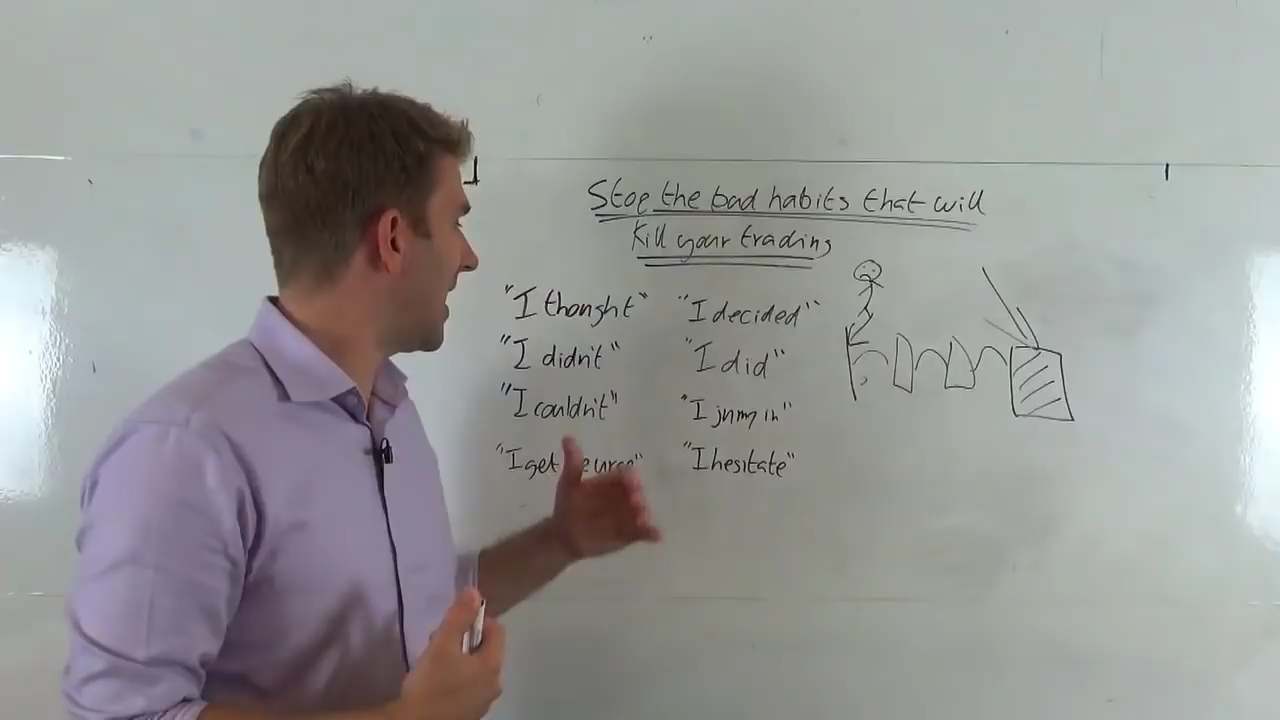 Stop the bad habits that will
Kill your trading
"I thought" "I decided"
"I didn't" "I did"
"I couldn't" "I jump in"
"I get urge" "I hesitate"